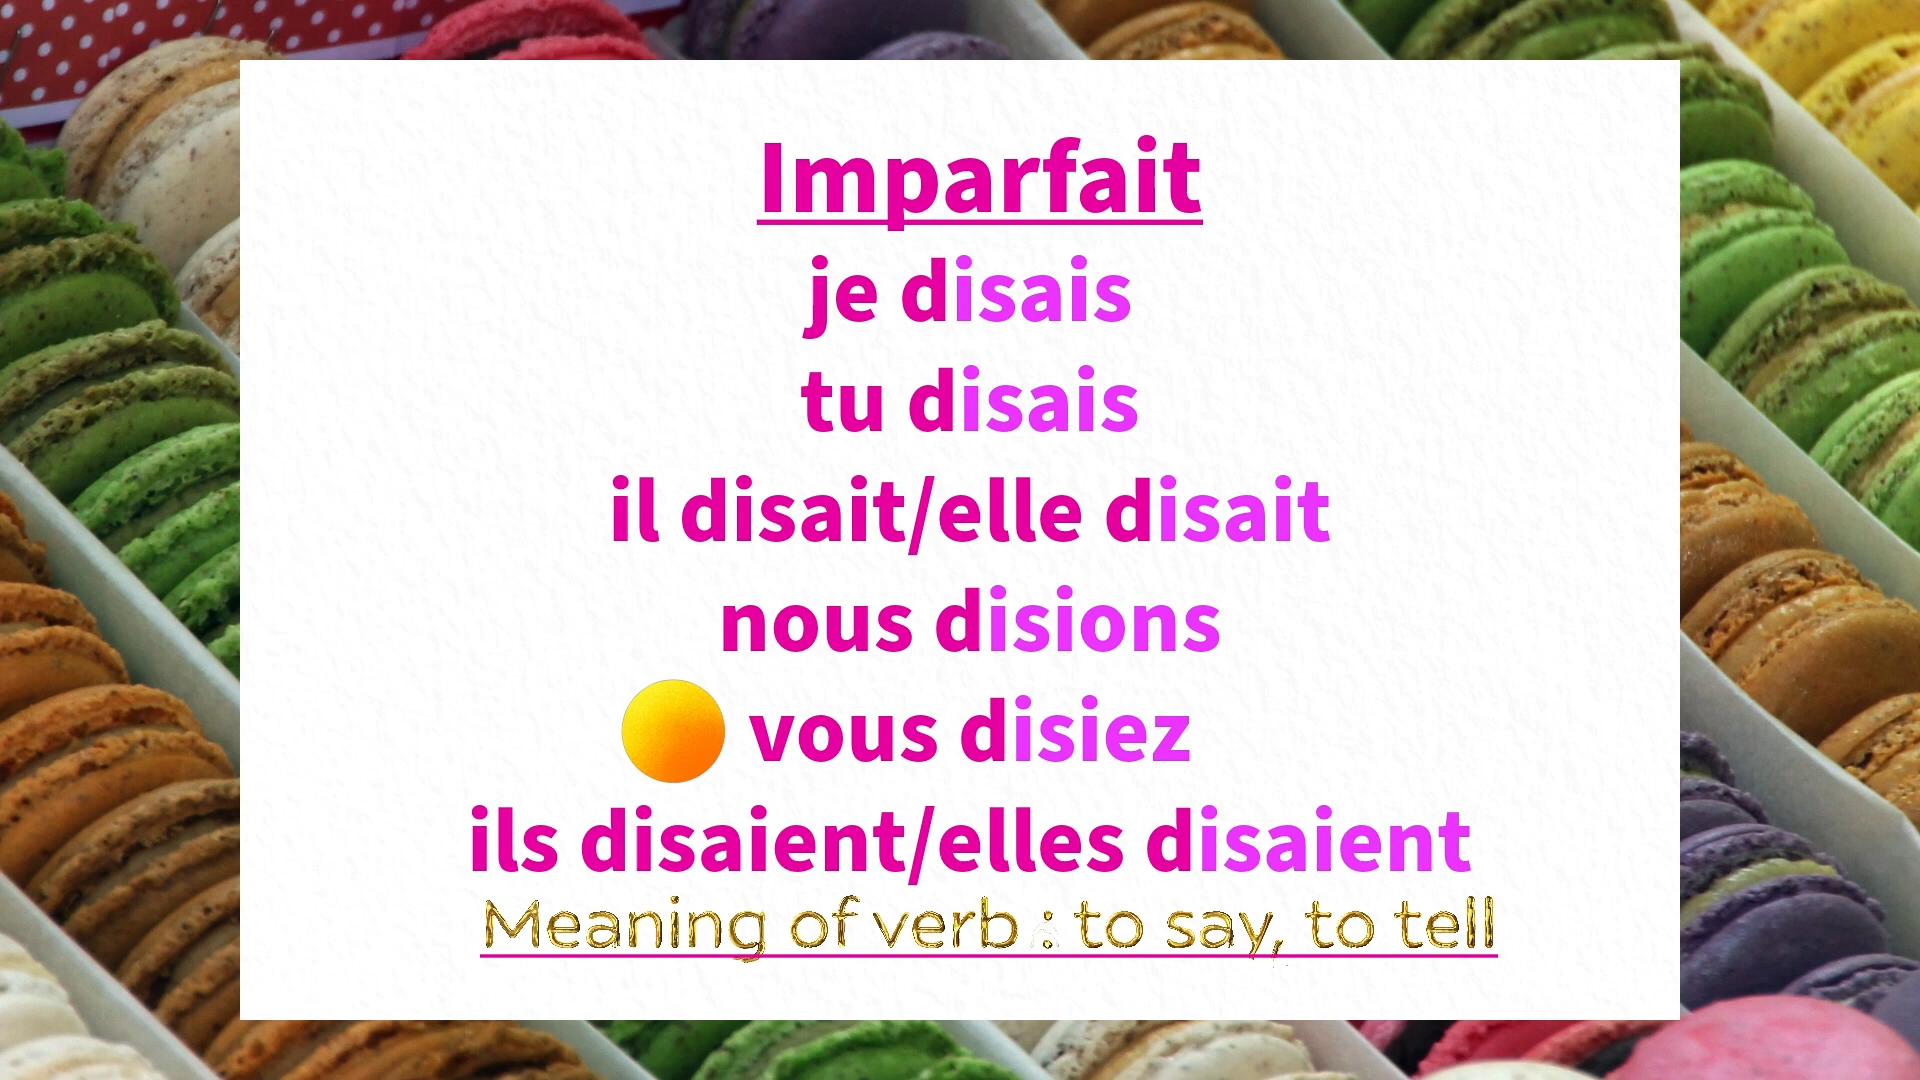 Imparfait
je disais
tu disais
il disait/elle disait
nous disions
vous disiez
ils disaient/elles disaient
Meaning of verb : to say, to tell